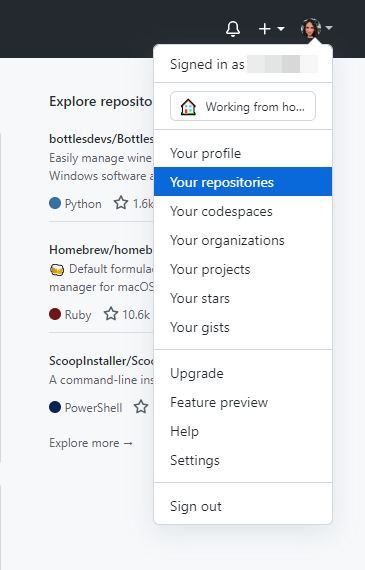 Signed in as
Working from ho...
Your profile
Your repositories
Your codespaces
Your organizations
Your projects
Your stars
Your gists
Upgrade
Feature preview
Help
Settings
Sign out
Explore reposito
bottlesdevs/Bottles
Easily manage wine
Windows software a
Python 1.6k
Homebrew/homeb
Default formulae
manager for macOS
Ruby 10.6k
ScoopInstaller/Scoo
A command-line ins
PowerShell
Explore more →